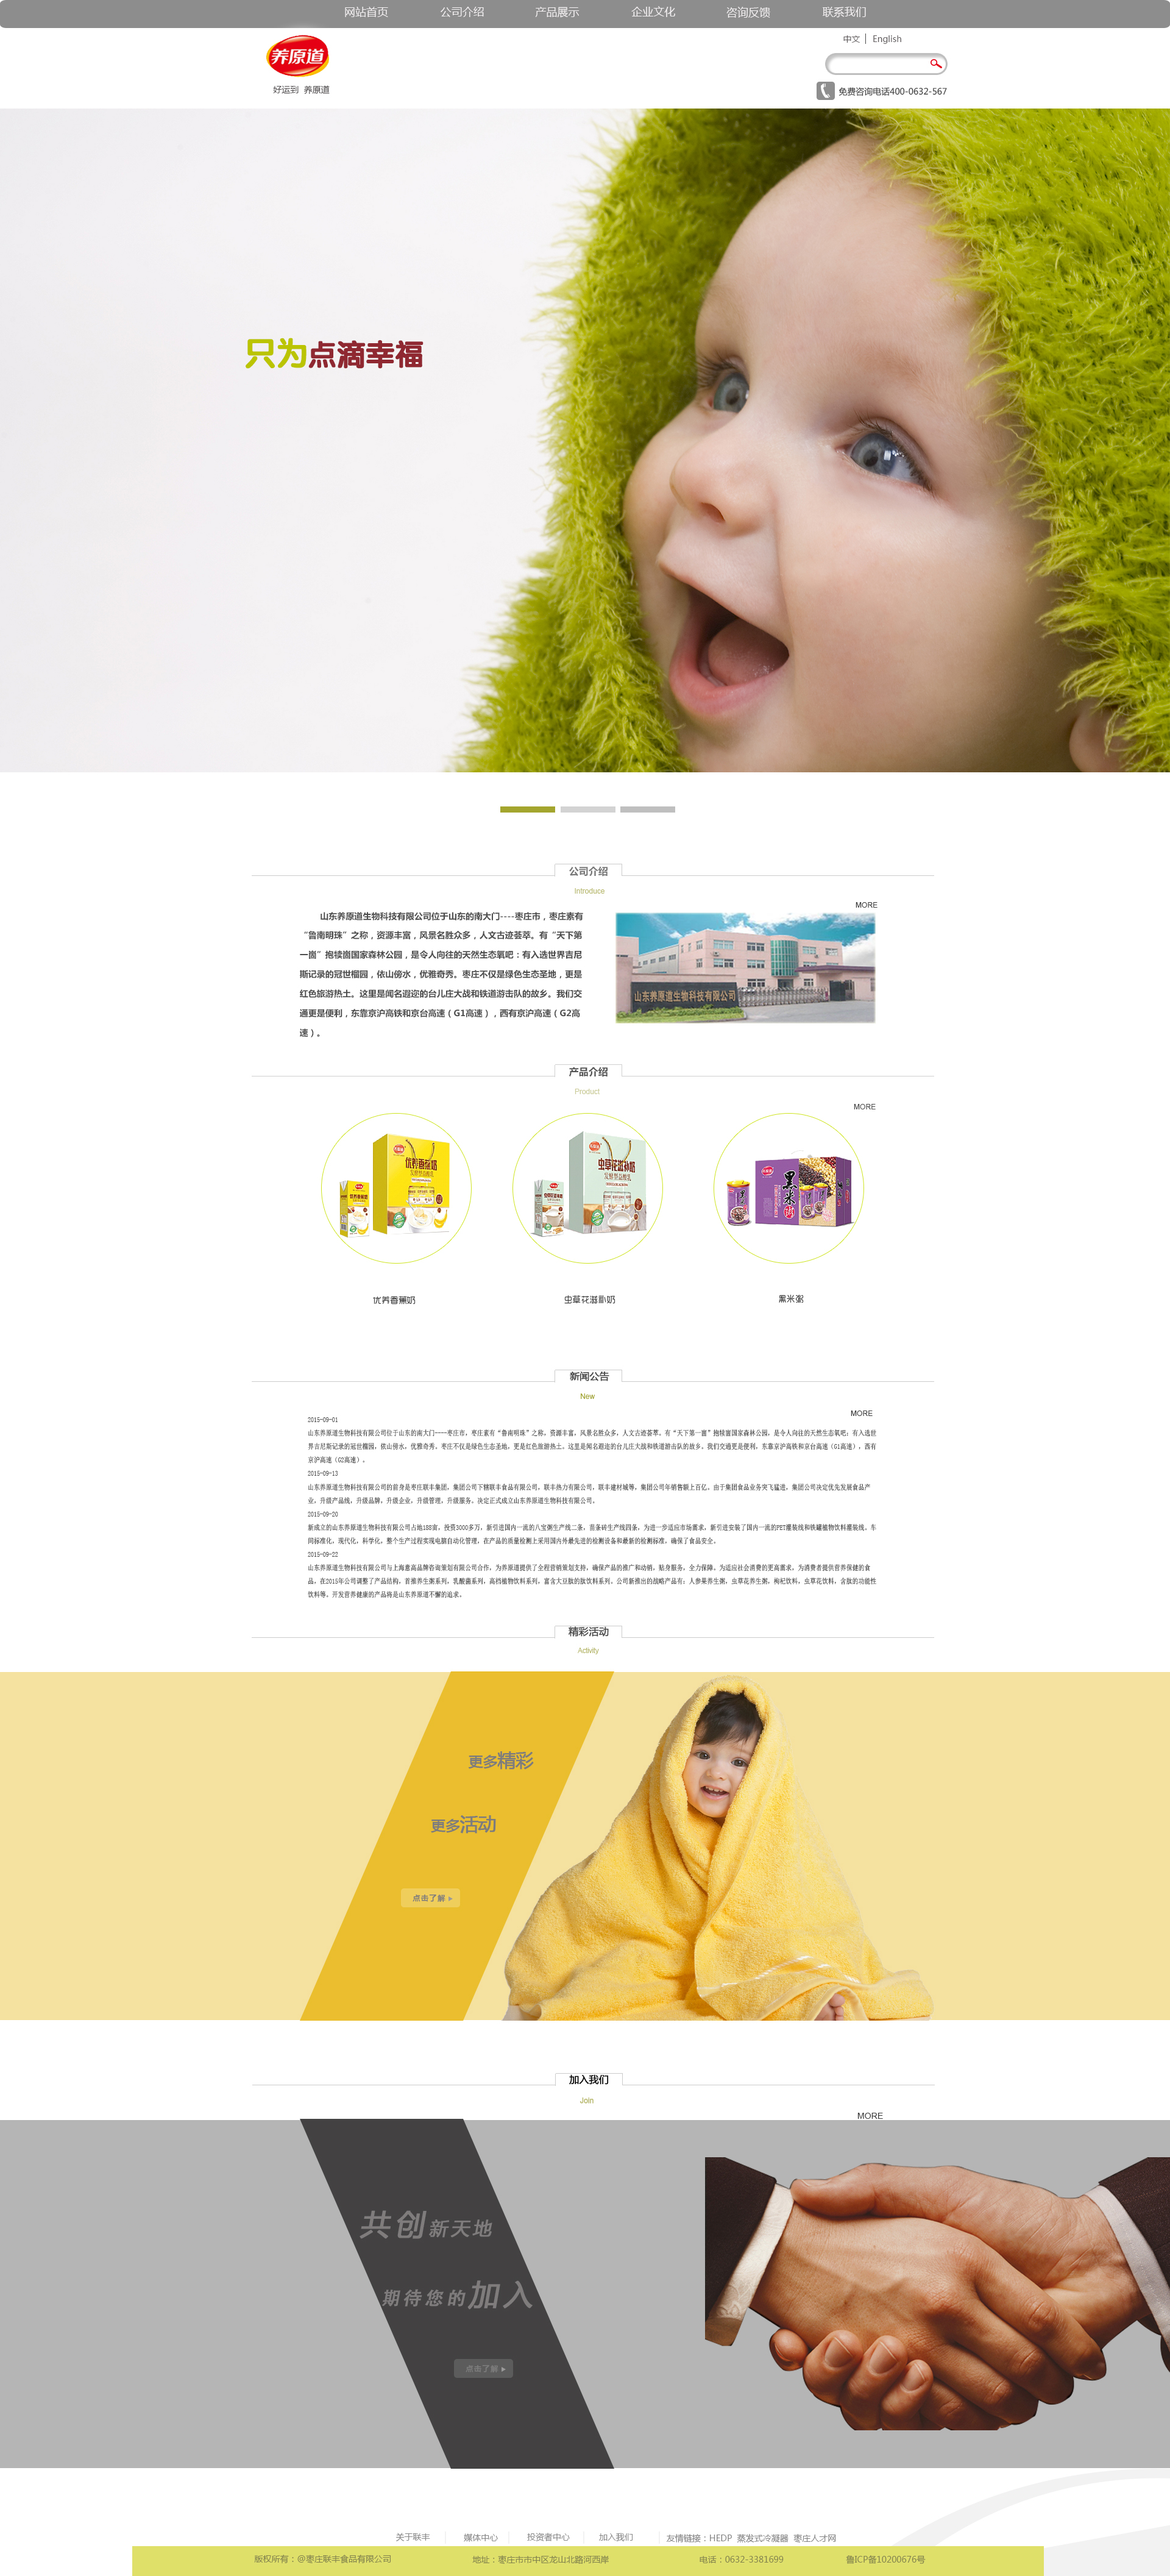 网站首页 公司介绍 产品展示 企业文化 咨询反馈 联系我们
中文 English
养原道
好运到 养原道
免费咨询电话400-0632-567
只为点滴幸福
公司介绍
Introduce
MORE
山东养原道生物科技有限公司位于山东的南大门----枣庄市，枣庄素有
“鲁南明珠”之称，资源丰富，风景名胜众多，人文古迹荟萃。有“天下第
一崮”抱犊崮国家森林公园，是令人向往的天然生态氧吧：有入选世界吉尼
斯记录的冠世榴园，依山傍水，优雅奇秀。枣庄不仅是绿色生态圣地，更是
红色旅游热土。这里是闻名遐迩的台儿庄大战和铁道游击队的故乡。我们交
通更是便利，东靠京沪高铁和京台高速（G1高速），西有京沪高速（G2高
速）。
山东养原道生物科技有限公司
产品介绍
Product
MORE
优养香蕉奶
虫草花滋补奶
黑米粥
优养香蕉奶
虫草花滋补奶
黑米粥
新闻公告
New
MORE
2015-09-01
山东养原道生物科技有限公司位于山东的南大门----枣庄市，枣庄素有“鲁南明珠”之称，资源丰富，风景名胜众多，人文古迹荟萃。有“天下第一崮”抱犊崮国家森林公园，是令人向往的天然生态氧吧：有入选世
界吉尼斯记录的冠世榴园，依山傍水，优雅奇秀。枣庄不仅是绿色生态圣地，更是红色旅游热土。这里是闻名遐迩的台儿庄大战和铁道游击队的故乡。我们交通更是便利，东靠京沪高铁和京台高速（G1高速），西有
京沪高速（G2高速）。
2015-09-13
山东养原道生物科技有限公司的前身是枣庄联丰集团，集团公司下辖联丰食品有限公司，联丰热力有限公司，联丰建材城等，集团公司年销售额上百亿。由于集团食品业务突飞猛进，集团公司决定优先发展食品产
业，升级产品线，升级品牌，升级企业，升级管理，升级服务，决定正式成立山东养原道生物科技有限公司。
2015-09-20
新成立的山东养原道生物科技有限公司占地188亩，投资3000多万，新引进国内一流的八宝粥生产线二条，苗条砖生产线四条，为进一步适应市场需求，新引进安装了国内一流的PET灌装线和铁罐植物饮料灌装线，车
间标准化，现代化，科学化，整个生产过程实现电脑自动化管理，在产品的质量检测上采用国内外最先进的检测设备和最新的检测标准，确保了食品安全。
2015-09-22
山东养原道生物科技有限公司与上海意高品牌咨询策划有限公司合作，为养原道提供了全程营销策划支持，确保产品的推广和动销，贴身服务，全力保障。为适应社会消费的更高需求，为消费者提供营养保健的食
品，在2015年公司调整了产品结构，首推养生粥系列，乳酸菌系列，高档植物饮料系列，富含大豆肽的肽饮料系列。公司新推出的战略产品有：人参果养生粥，虫草花养生粥，枸杞饮料，虫草花饮料，含肽的功能性
饮料等。开发营养健康的产品将是山东养原道不懈的追求。
精彩活动
Activity
更多精彩
更多活动
点击了解
加入我们
Join
MORE
共创新天地
期待您的加入
点击了解
关于联丰 媒体中心 投资者中心 加入我们 友情链接：HEDP 蒸发式冷凝器 枣庄人才网
版权所有：@枣庄联丰食品有限公司 地址：枣庄市市中区龙山北路河西岸 电话：0632-3381699 鲁ICP备10200676号